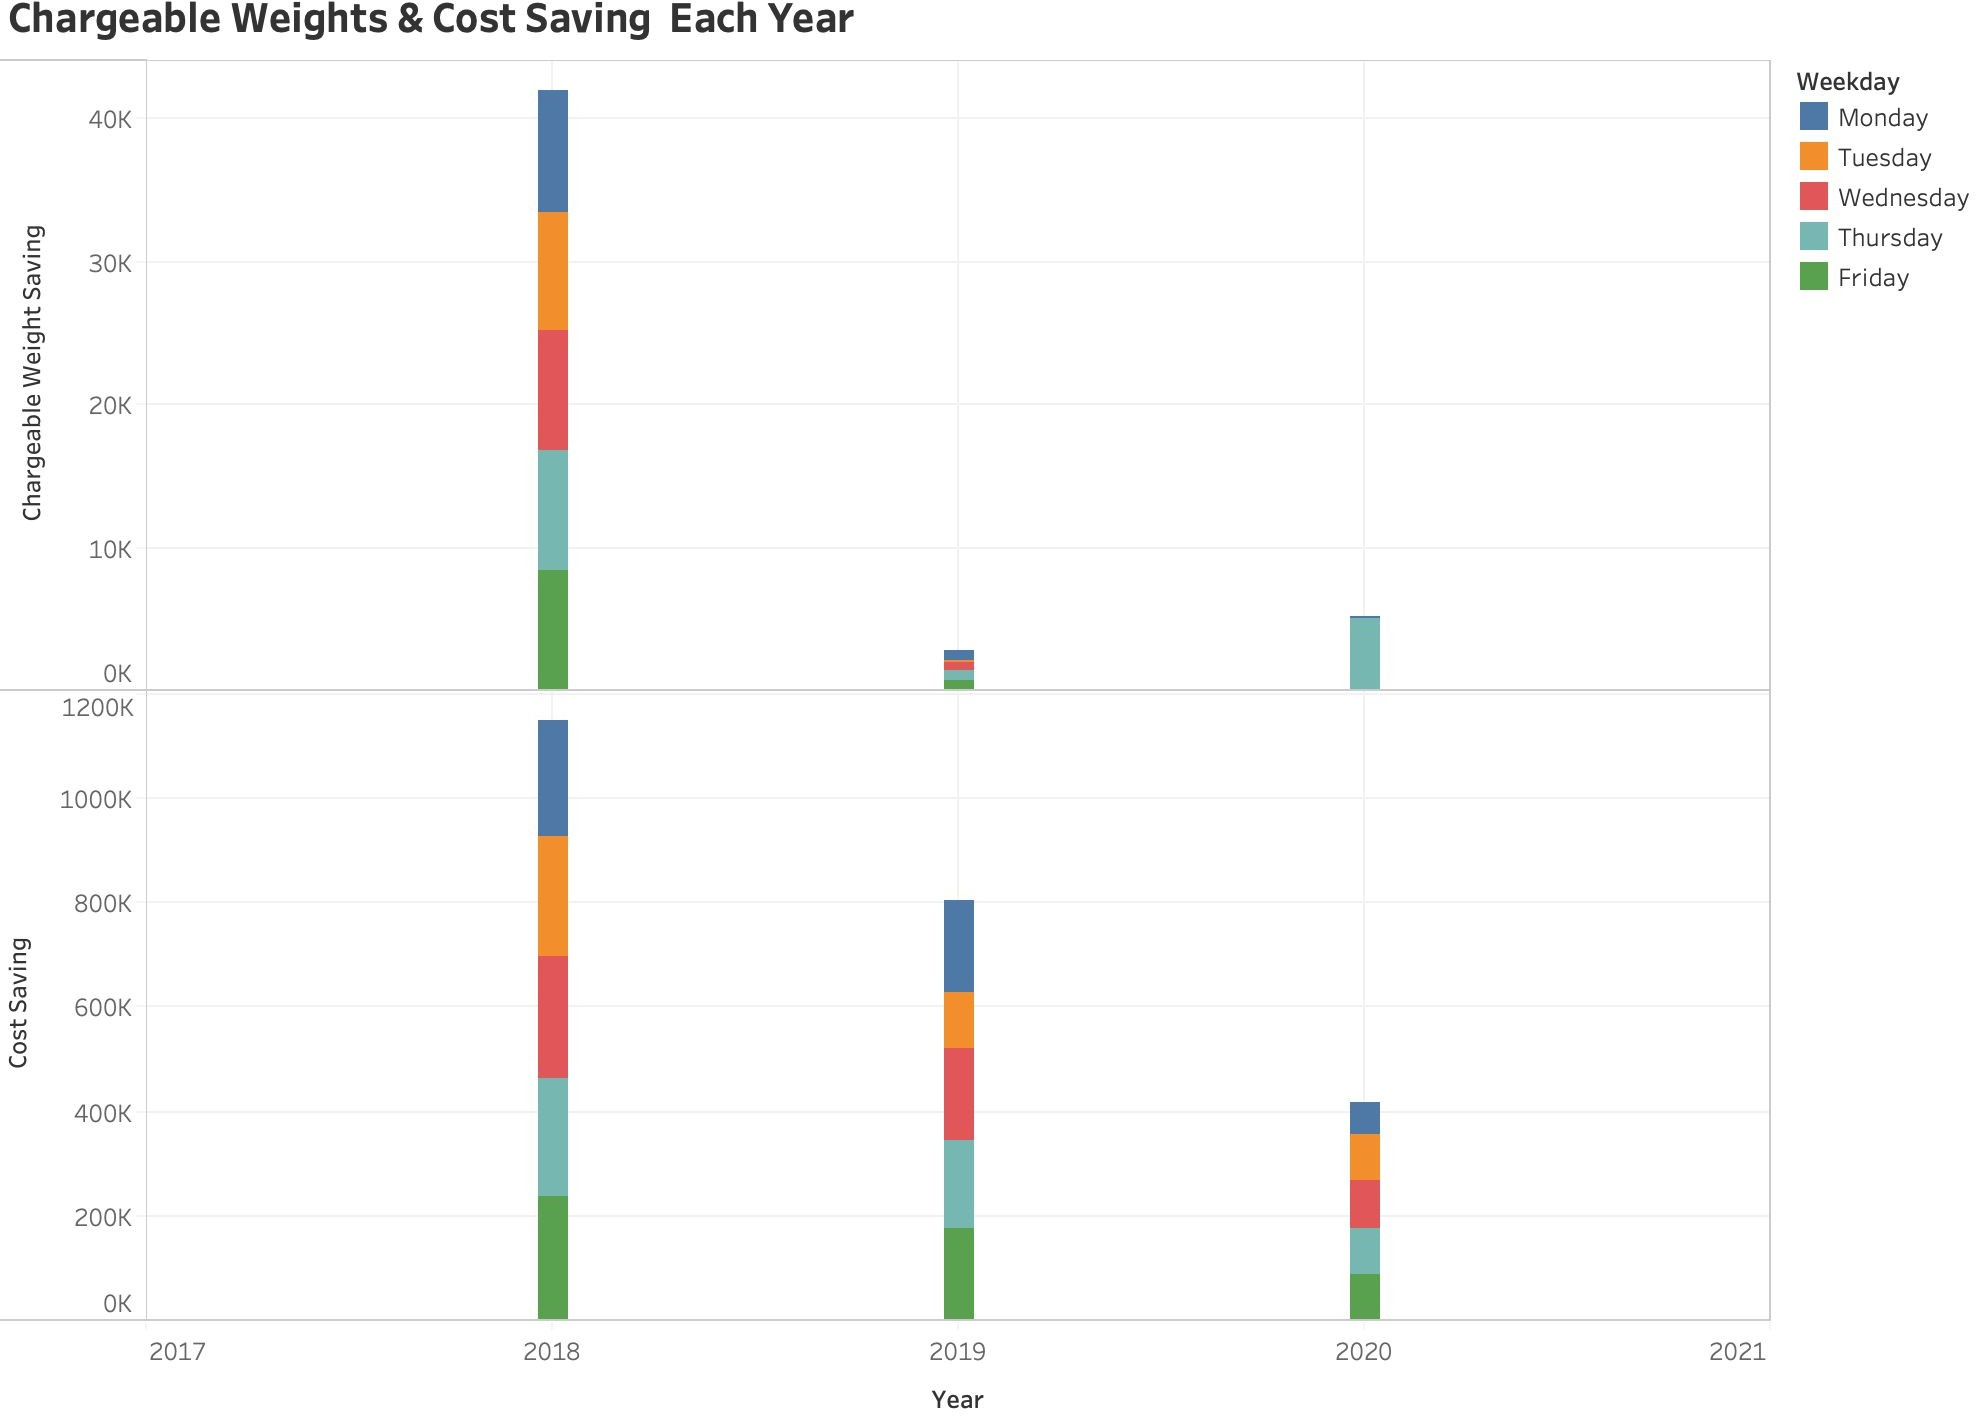 Chargeable Weights & Cost Saving Each Year
Weekday
Monday
Tuesday
Wednesday
Thursday
Friday
Chargeable Weight Saving
40K
30K
20K
10K
0K
Cost Saving
1200K
1000K
800K
600K
400K
200K
0K
2017 2018 2019 2020 2021
Year